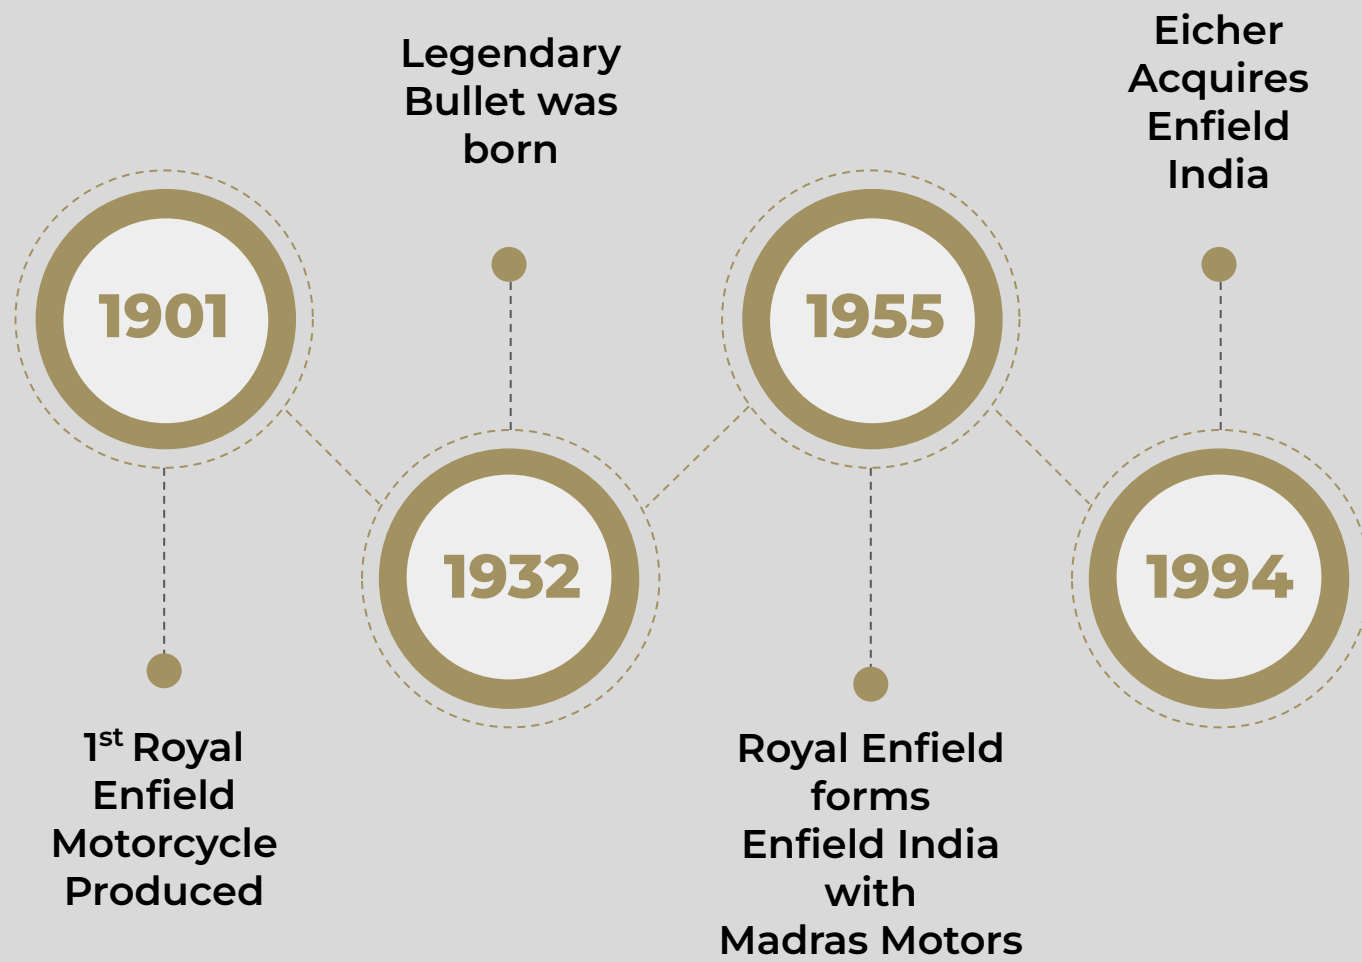 1901
1st Royal
Enfield
Motorcycle
Produced
Legendary
Bullet was
born
1932
1955
Royal Enfield
forms
Enfield India
with
Madras Motors
Eicher
Acquires
Enfield
India
1994